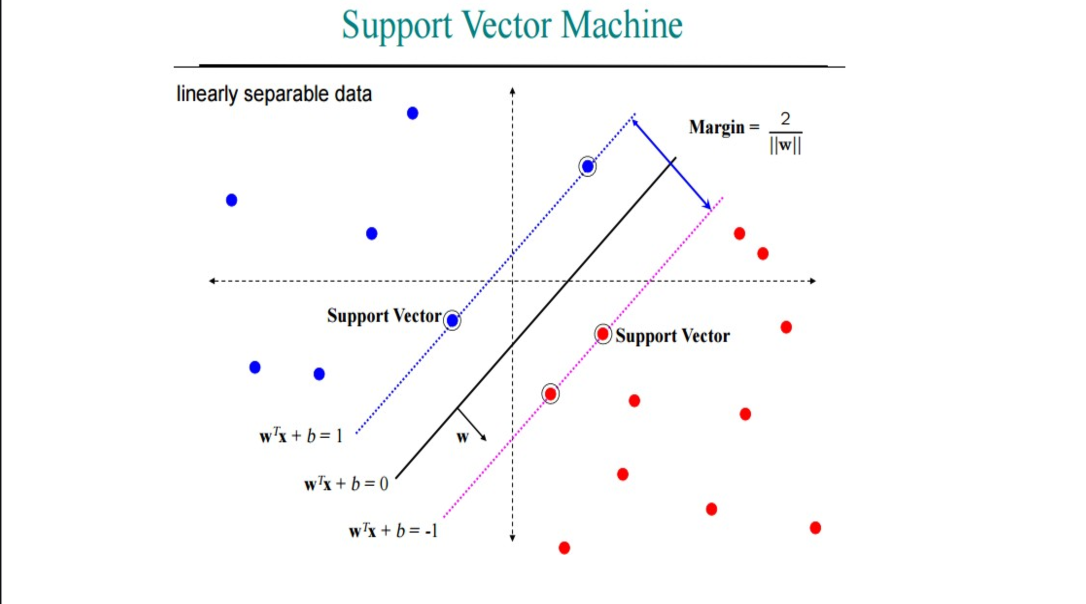 Support Vector Machine
linearly separable data
Margin = 2 / ||w||
Support Vector
Support Vector
wᵀx + b = 1
w
wᵀx + b = 0
wᵀx + b = -1